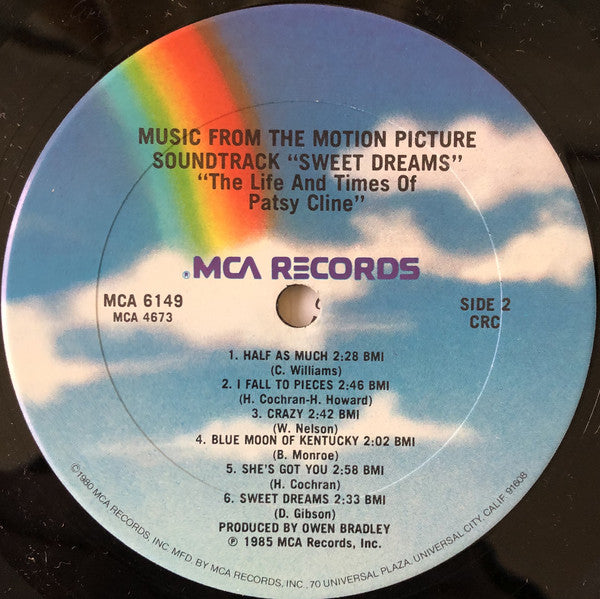 MUSIC FROM THE MOTION PICTURE
SOUNDTRACK "SWEET DREAMS"
"The Life And Times Of
Patsy Cline"
® MCA RECORDS
MCA 6149
MCA 4673
SIDE 2
CRC
1. HALF AS MUCH 2:28 BMI
(C. Williams)
2. I FALL TO PIECES 2:46 BMI
(H. Cochran-H. Howard)
3. CRAZY 2:42 BMI
(W. Nelson)
4. BLUE MOON OF KENTUCKY 2:02 BMI
(B. Monroe)
5. SHE'S GOT YOU 2:58 BMI
(H. Cochran)
6. SWEET DREAMS 2:33 BMI
(D. Gibson)
PRODUCED BY OWEN BRADLEY
℗ 1985 MCA Records, Inc.
©1980 MCA RECORDS, INC. MFD. BY MCA RECORDS, INC., 70 UNIVERSAL PLAZA, UNIVERSAL CITY, CALIF. 91608